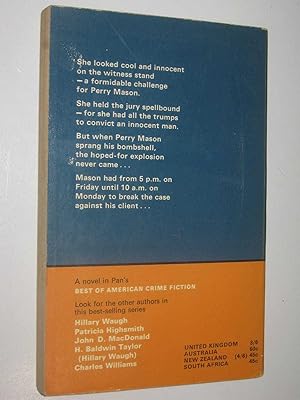 She looked cool and innocent
on the witness stand
—a formidable challenge
for Perry Mason.
She held the jury spellbound
—for she had all the trumps
to convict an innocent man.
But when Perry Mason
sprang his bombshell,
the hoped-for explosion
never came . . .
Mason had from 5 p.m. on
Friday until 10 a.m. on
Monday to break the case
against his client . . .
A novel in Pan's
BEST OF AMERICAN CRIME FICTION
Look for the other authors in
this best-selling series
Hillary Waugh
Patricia Highsmith
John D. MacDonald
H. Baldwin Taylor
(Hillary Waugh)
Charles Williams
UNITED KINGDOM
AUSTRALIA
NEW ZEALAND (4/6) 45c
SOUTH AFRICA 45c